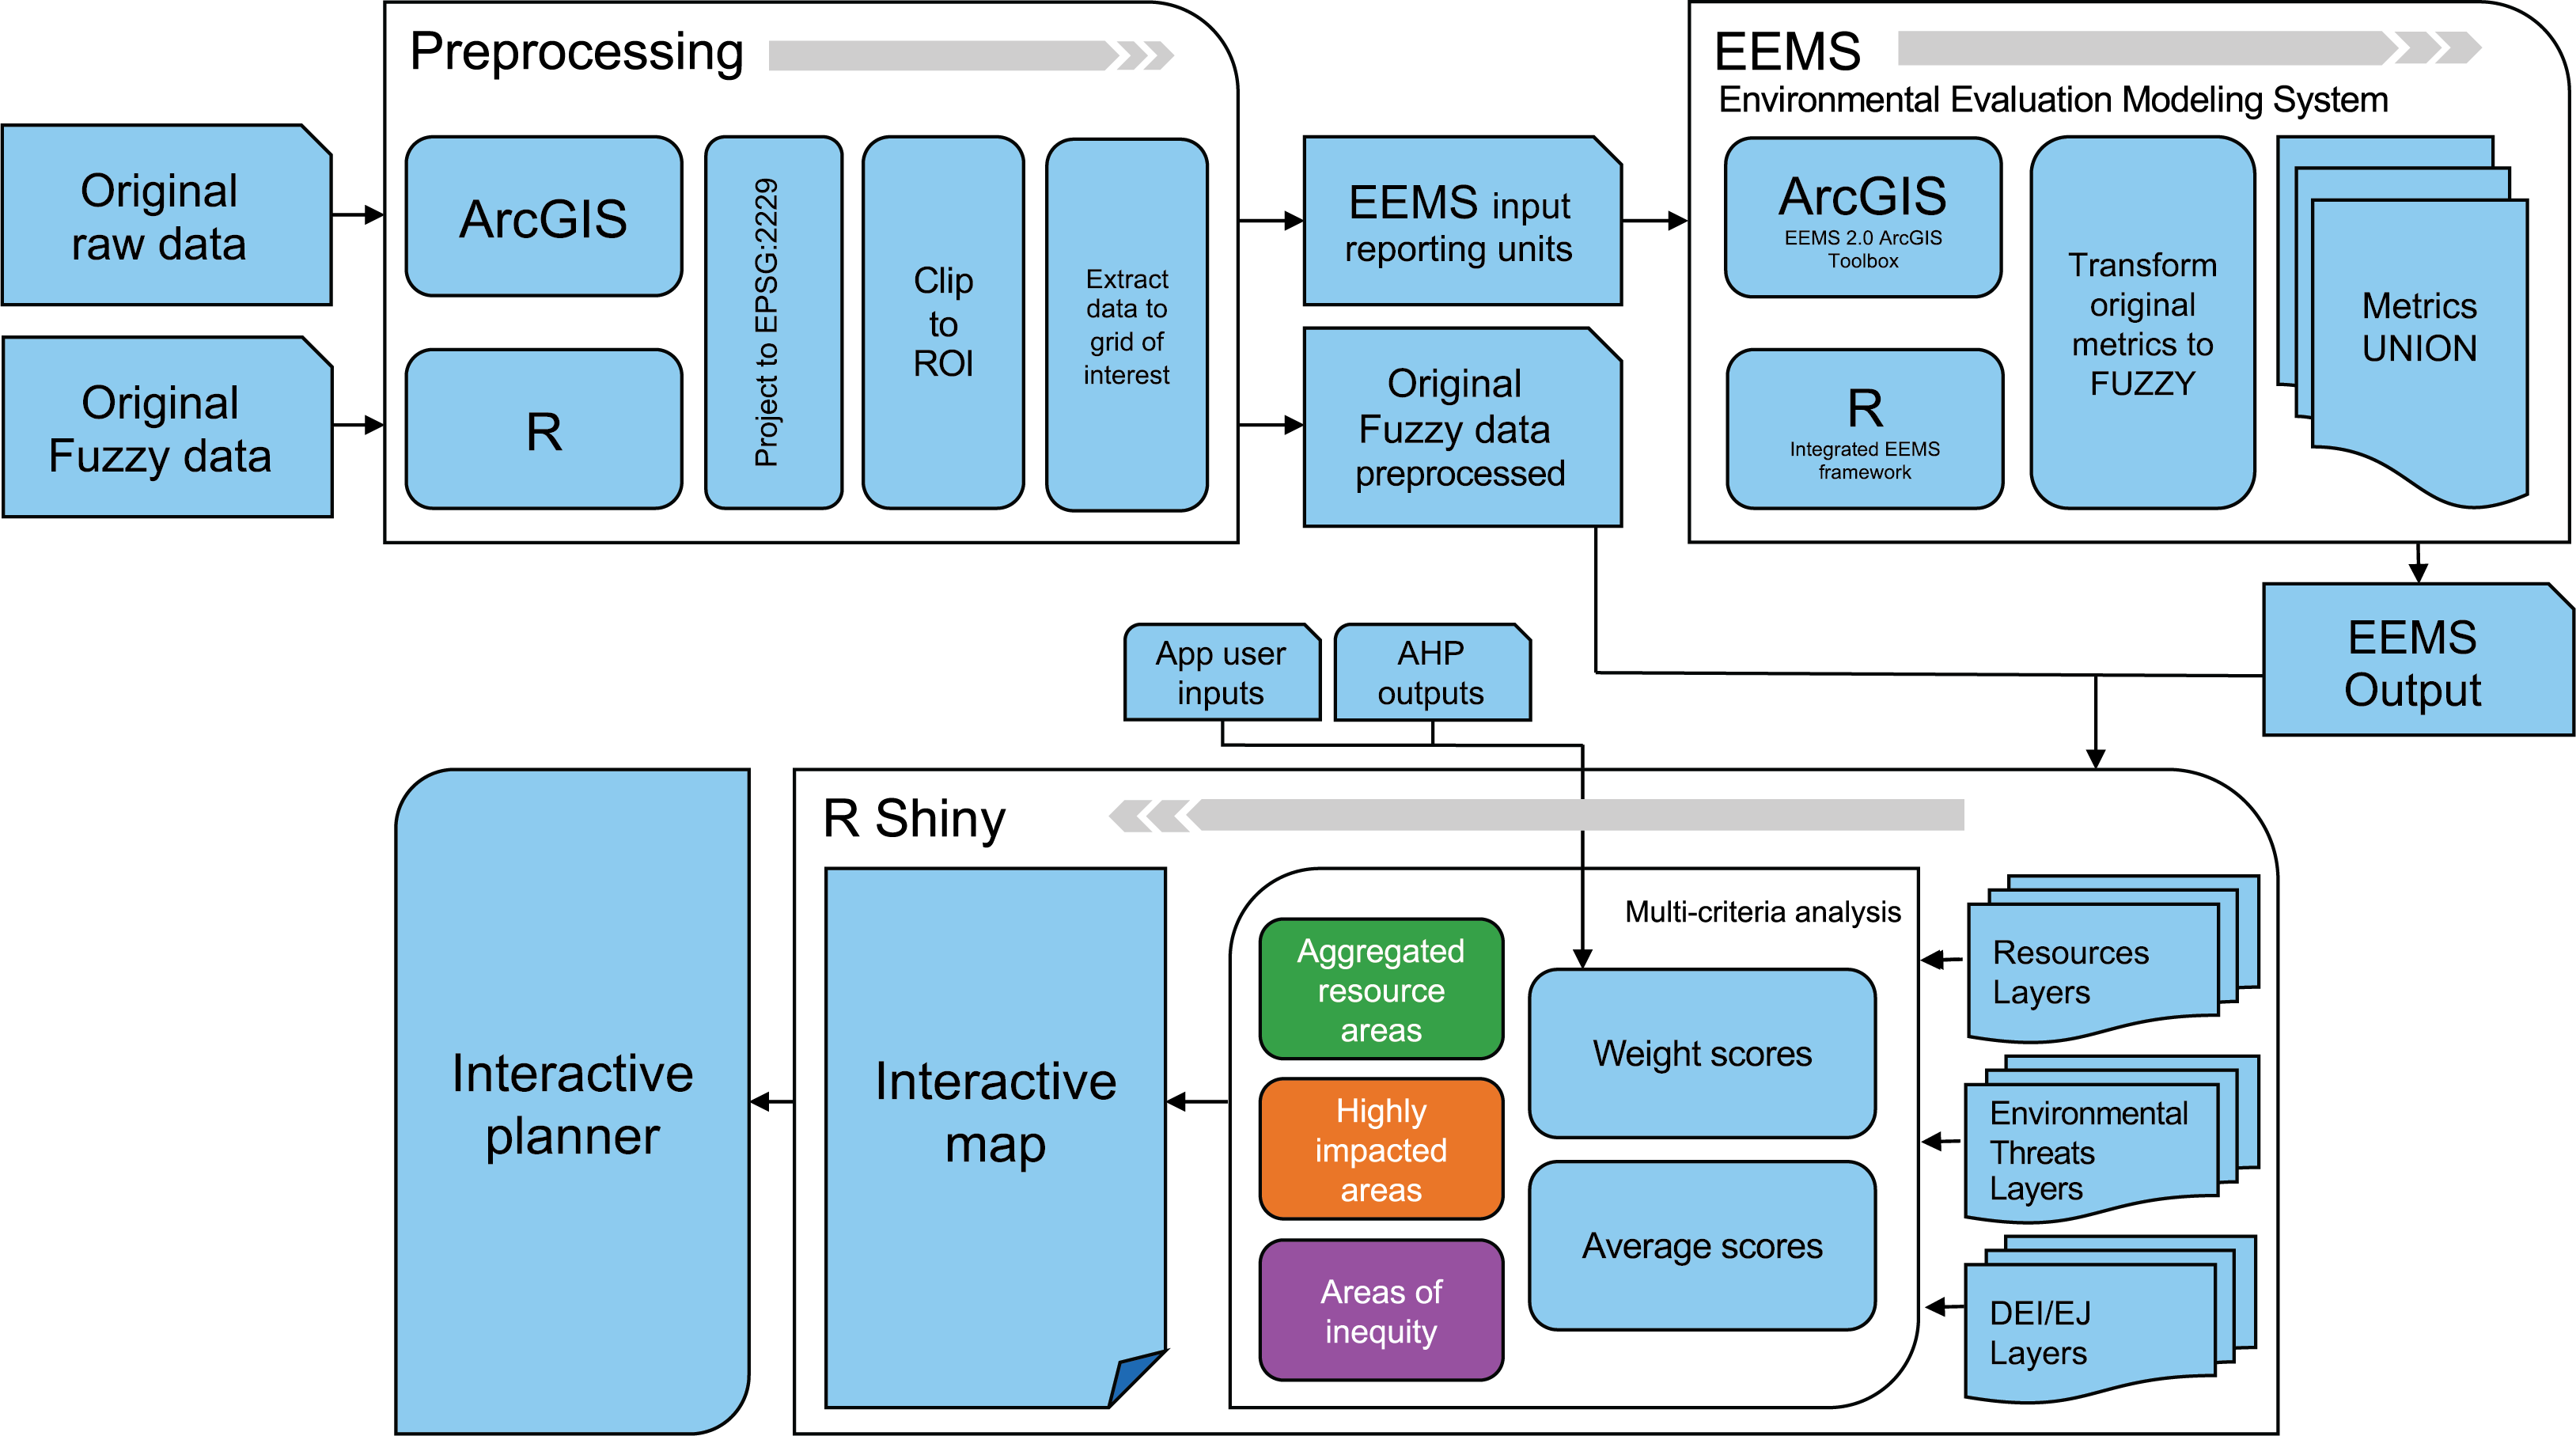 Preprocessing
Original
raw data
Original
Fuzzy data
ArcGIS
R
Project to EPSG:2229
Clip
to
ROI
Extract
data to
grid of
interest
EEMS input
reporting units
Original
Fuzzy data
preprocessed
EEMS
Environmental Evaluation Modeling System
ArcGIS
EEMS 2.0 ArcGIS
Toolbox
R
Integrated EEMS
framework
Transform
original
metrics to
FUZZY
Metrics
UNION
EEMS
Output
App user
inputs
AHP
outputs
R Shiny
Resources
Layers
Environmental
Threats
Layers
DEI/EJ
Layers
Multi-criteria analysis
Weight scores
Average scores
Aggregated
resource
areas
Highly
impacted
areas
Areas of
inequity
Interactive
map
Interactive
planner